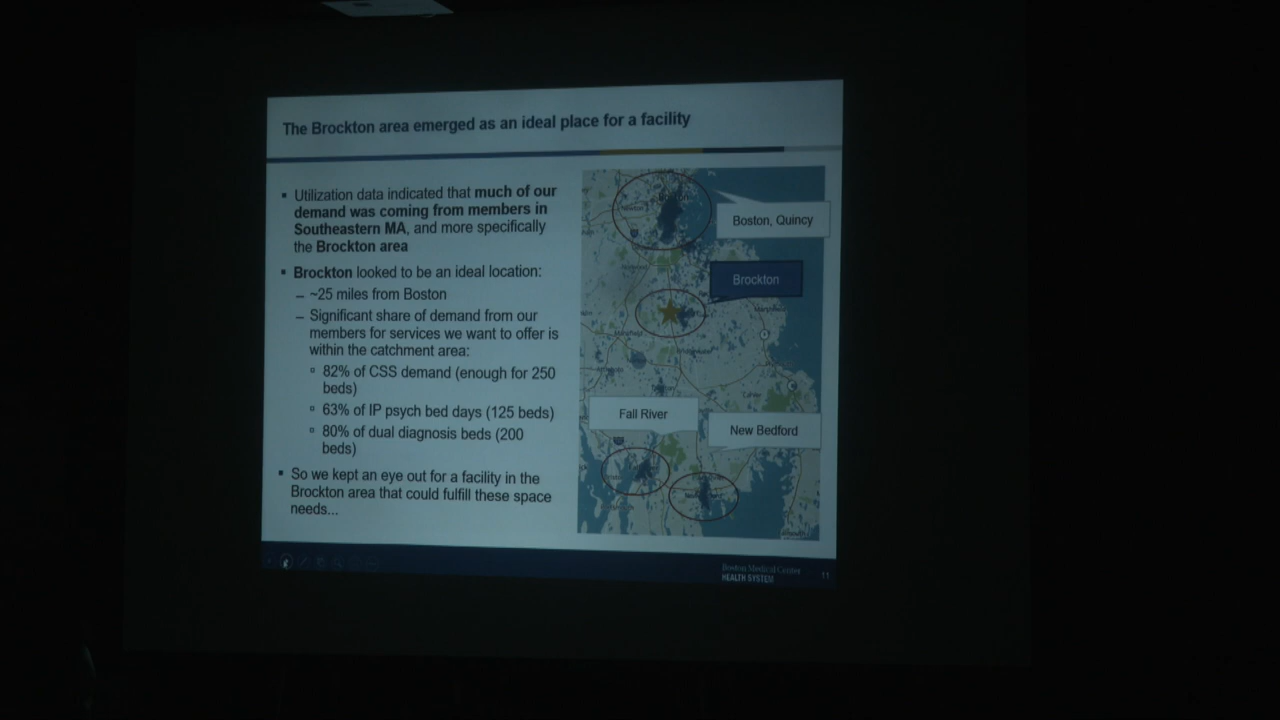 The Brockton area emerged as an ideal place for a facility
▪ Utilization data indicated that much of our
demand was coming from members in
Southeastern MA, and more specifically
the Brockton area
▪ Brockton looked to be an ideal location:
– ~25 miles from Boston
– Significant share of demand from our
members for services we want to offer is
within the catchment area:
▫ 82% of CSS demand (enough for 250
beds)
▫ 63% of IP psych bed days (125 beds)
▫ 80% of dual diagnosis beds (200
beds)
▪ So we kept an eye out for a facility in the
Brockton area that could fulfill these space
needs...
Boston, Quincy
Brockton
Fall River
New Bedford
Boston Medical Center
HEALTH SYSTEM
11